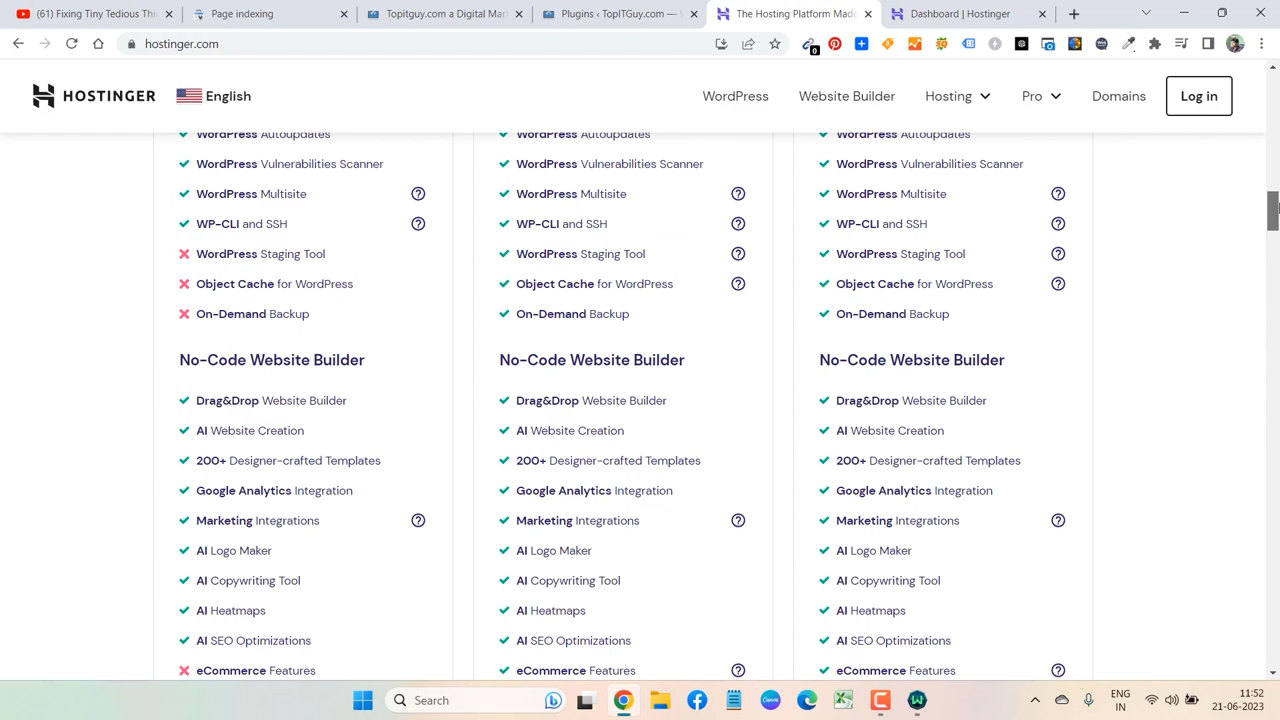 (61) Fixing Tiny Tedious Thin
Page indexing
Topitguy.com a Digital Mar
Plugins ‹ TopITGuy.com — W
The Hosting Platform Made
Dashboard | Hostinger
hostinger.com
0
HOSTINGER
English
WordPress
Website Builder
Hosting
Pro
Domains
Log in
WordPress Autoupdates
WordPress Autoupdates
WordPress Autoupdates
WordPress Vulnerabilities Scanner
WordPress Vulnerabilities Scanner
WordPress Vulnerabilities Scanner
WordPress Multisite
WordPress Multisite
WordPress Multisite
WP-CLI and SSH
WP-CLI and SSH
WP-CLI and SSH
WordPress Staging Tool
WordPress Staging Tool
WordPress Staging Tool
Object Cache for WordPress
Object Cache for WordPress
Object Cache for WordPress
On-Demand Backup
On-Demand Backup
On-Demand Backup
No-Code Website Builder
No-Code Website Builder
No-Code Website Builder
Drag&Drop Website Builder
Drag&Drop Website Builder
Drag&Drop Website Builder
AI Website Creation
AI Website Creation
AI Website Creation
200+ Designer-crafted Templates
200+ Designer-crafted Templates
200+ Designer-crafted Templates
Google Analytics Integration
Google Analytics Integration
Google Analytics Integration
Marketing Integrations
Marketing Integrations
Marketing Integrations
AI Logo Maker
AI Logo Maker
AI Logo Maker
AI Copywriting Tool
AI Copywriting Tool
AI Copywriting Tool
AI Heatmaps
AI Heatmaps
AI Heatmaps
AI SEO Optimizations
AI SEO Optimizations
AI SEO Optimizations
eCommerce Features
eCommerce Features
eCommerce Features
Search
ENG
IN
11:52
21-06-2023